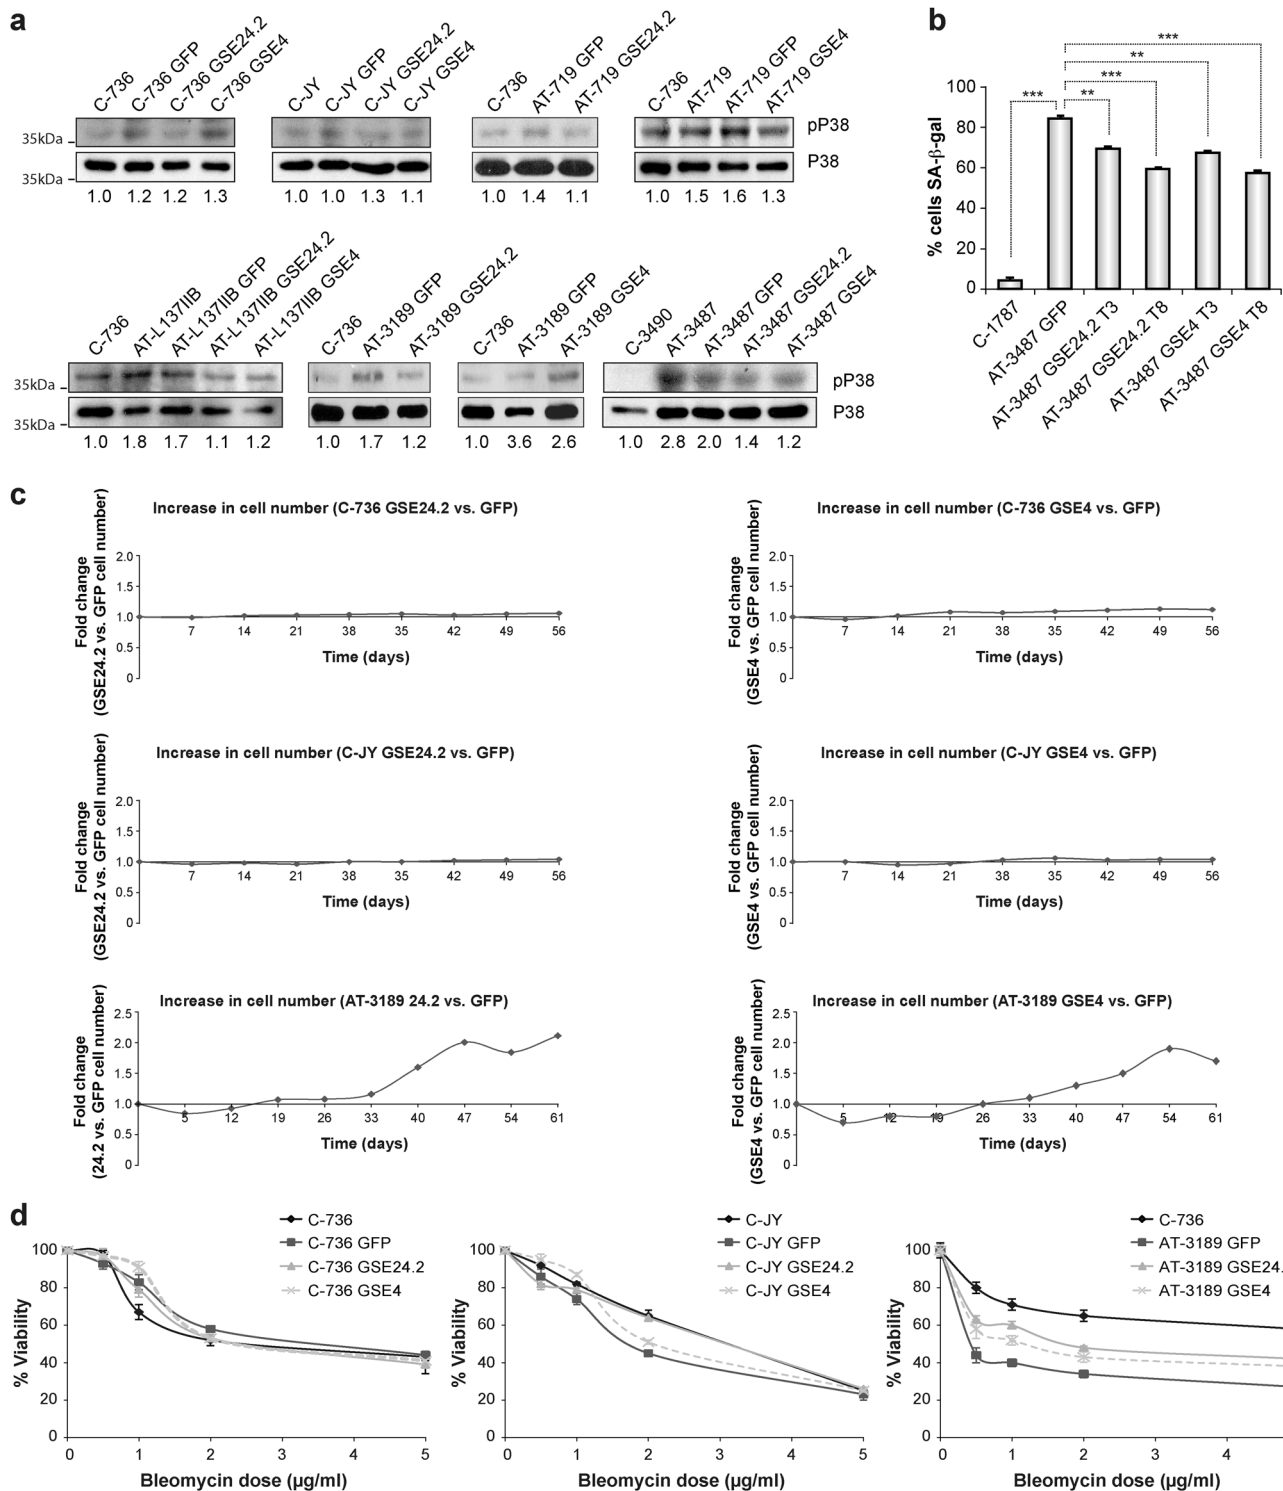 a
C-736
C-736 GFP
C-736 GSE24.2
C-736 GSE4
C-JY
C-JY GFP
C-JY GSE24.2
C-JY GSE4
C-736
AT-719 GFP
AT-719 GSE24.2
C-736
AT-719
AT-719 GFP
AT-719 GSE4
35kDa
pP38
35kDa
P38
1.0 1.2 1.2 1.3
1.0 1.0 1.3 1.1
1.0 1.4 1.1
1.0 1.5 1.6 1.3
C-736
AT-L137IIB
AT-L137IIB GFP
AT-L137IIB GSE24.2
AT-L137IIB GSE4
C-736
AT-3189 GFP
AT-3189 GSE24.2
C-736
AT-3189 GFP
AT-3189 GSE4
C-3490
AT-3487
AT-3487 GFP
AT-3487 GSE24.2
AT-3487 GSE4
35kDa
pP38
35kDa
P38
1.0 1.8 1.7 1.1 1.2
1.0 1.7 1.2
1.0 3.6 2.6
1.0 2.8 2.0 1.4 1.2
b
***
**
***
***
**
% cells SA-β-gal
100
80
60
40
20
0
C-1787
AT-3487 GFP
AT-3487 GSE24.2 T3
AT-3487 GSE24.2 T8
AT-3487 GSE4 T3
AT-3487 GSE4 T8
c
Increase in cell number (C-736 GSE24.2 vs. GFP)
Fold change
(GSE24.2 vs. GFP cell number)
2.0
1.5
1.0
0.5
0
7 14 21 38 35 42 49 56
Time (days)
Increase in cell number (C-736 GSE4 vs. GFP)
Fold change
(GSE4 vs. GFP cell number)
2.0
1.5
1.0
0.5
0
7 14 21 38 35 42 49 56
Time (days)
Increase in cell number (C-JY GSE24.2 vs. GFP)
Fold change
(GSE24.2 vs. GFP cell number)
2.0
1.5
1.0
0.5
0
7 14 21 38 35 42 49 56
Time (days)
Increase in cell number (C-JY GSE4 vs. GFP)
Fold change
(GSE4 vs. GFP cell number)
2.0
1.5
1.0
0.5
0
7 14 21 38 35 42 49 56
Time (days)
Increase in cell number (AT-3189 24.2 vs. GFP)
Fold change
(24.2 vs. GFP cell number)
2.5
2.0
1.5
1.0
0.5
0
5 12 19 26 33 40 47 54 61
Time (days)
Increase in cell number (AT-3189 GSE4 vs. GFP)
Fold change
(GSE4 vs. GFP cell number)
2.5
2.0
1.5
1.0
0.5
0
5 12 19 26 33 40 47 54 61
Time (days)
d
C-736
C-736 GFP
C-736 GSE24.2
C-736 GSE4
% Viability
100
80
60
40
20
0
0 1 2 3 4 5
Bleomycin dose (µg/ml)
C-JY
C-JY GFP
C-JY GSE24.2
C-JY GSE4
% Viability
100
80
60
40
20
0
0 1 2 3 4 5
Bleomycin dose (µg/ml)
C-736
AT-3189 GFP
AT-3189 GSE24.
AT-3189 GSE4
% Viability
100
80
60
40
20
0
0 1 2 3 4
Bleomycin dose (µg/ml)